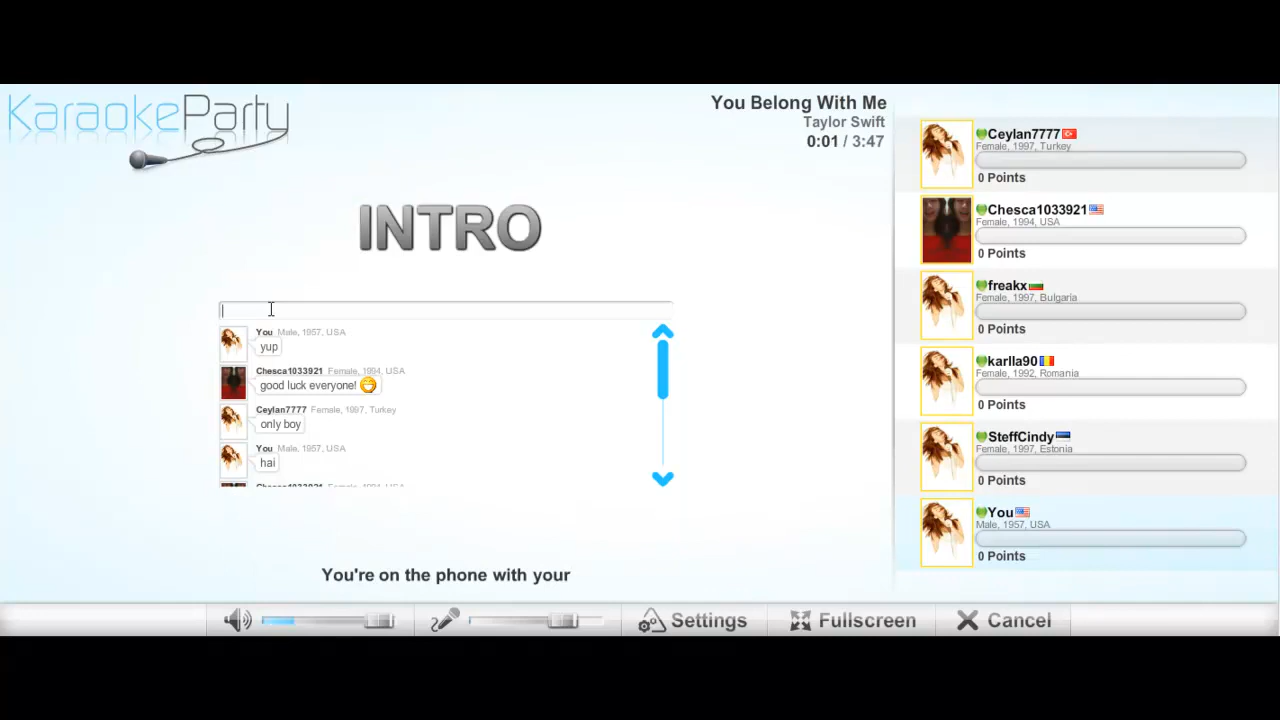 KaraokeParty
You Belong With Me
Taylor Swift
0:01 / 3:47
INTRO
You Male, 1957, USA
yup
Chesca1033921 Female, 1994, USA
good luck everyone!
Ceylan7777 Female, 1997, Turkey
only boy
You Male, 1957, USA
hai
Chesca1033921 Female, 1994, USA
You're on the phone with your
Ceylan7777
Female, 1997, Turkey
0 Points
Chesca1033921
Female, 1994, USA
0 Points
freakx
Female, 1997, Bulgaria
0 Points
karlla90
Female, 1992, Romania
0 Points
SteffCindy
Female, 1997, Estonia
0 Points
You
Male, 1957, USA
0 Points
Settings
Fullscreen
Cancel